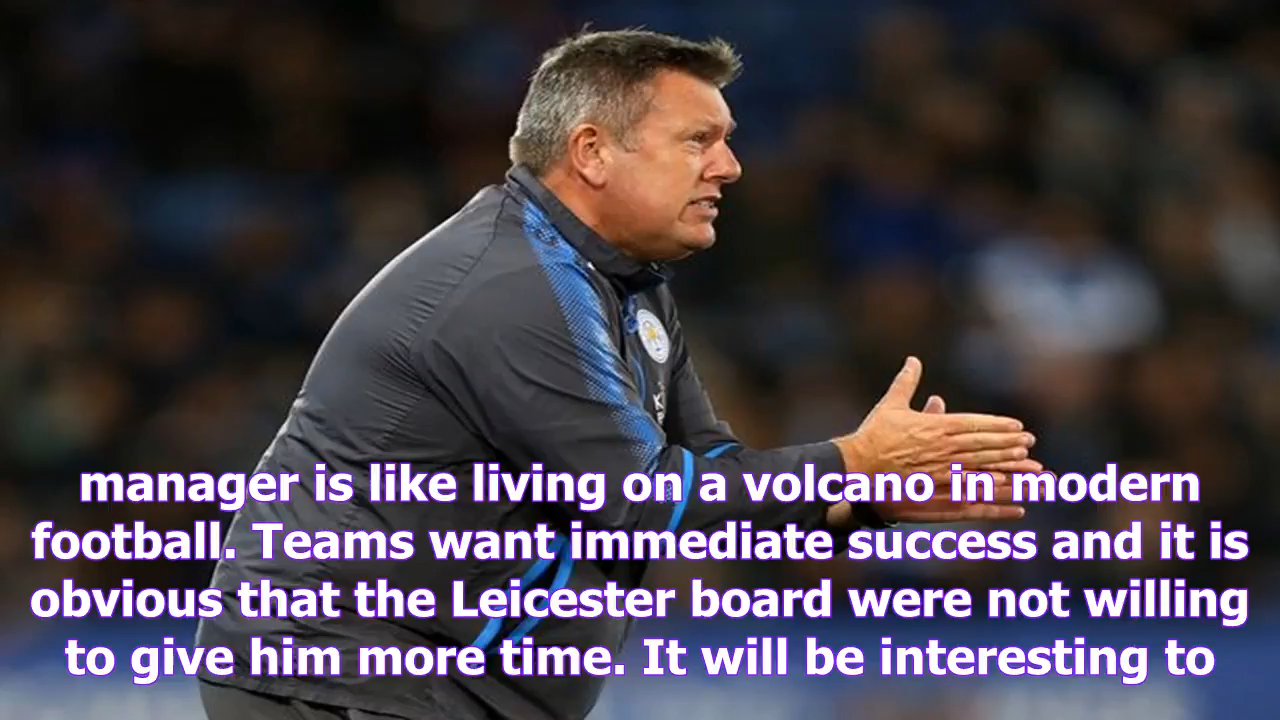 manager is like living on a volcano in modern
football. Teams want immediate success and it is
obvious that the Leicester board were not willing
to give him more time. It will be interesting to